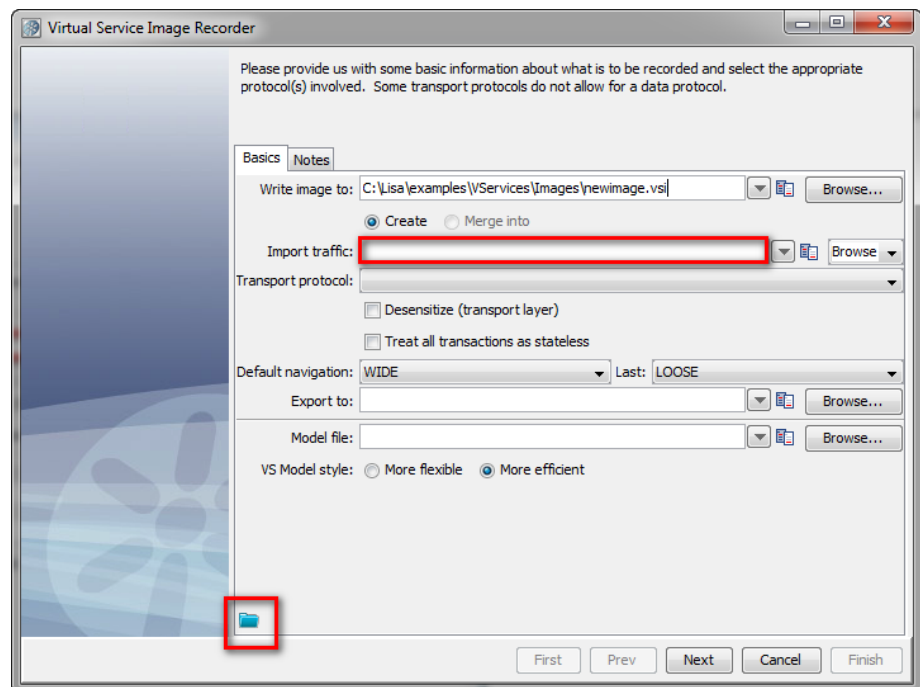 Virtual Service Image Recorder
Please provide us with some basic information about what is to be recorded and select the appropriate
protocol(s) involved. Some transport protocols do not allow for a data protocol.
Basics Notes
Write image to: C:\Lisa\examples\VServices\Images\newimage.vsi Browse...
Create Merge into
Import traffic: Browse
Transport protocol:
Desensitize (transport layer)
Treat all transactions as stateless
Default navigation: WIDE Last: LOOSE
Export to: Browse...
Model file: Browse...
VS Model style: More flexible More efficient
First Prev Next Cancel Finish